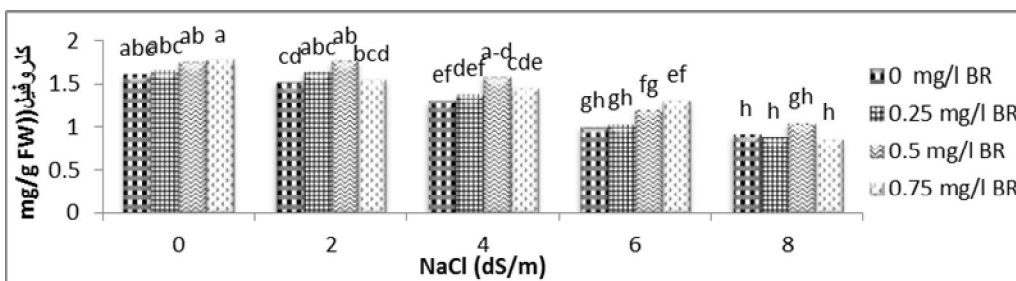 کلروفیل((mg/g FW
2
1.5
1
0.5
0
abc abc ab a
cd abc ab bcd
ef def a-d cde
gh gh fg ef
h h gh h
0 2 4 6 8
NaCl (dS/m)
0 mg/l BR
0.25 mg/l BR
0.5 mg/l BR
0.75 mg/l BR